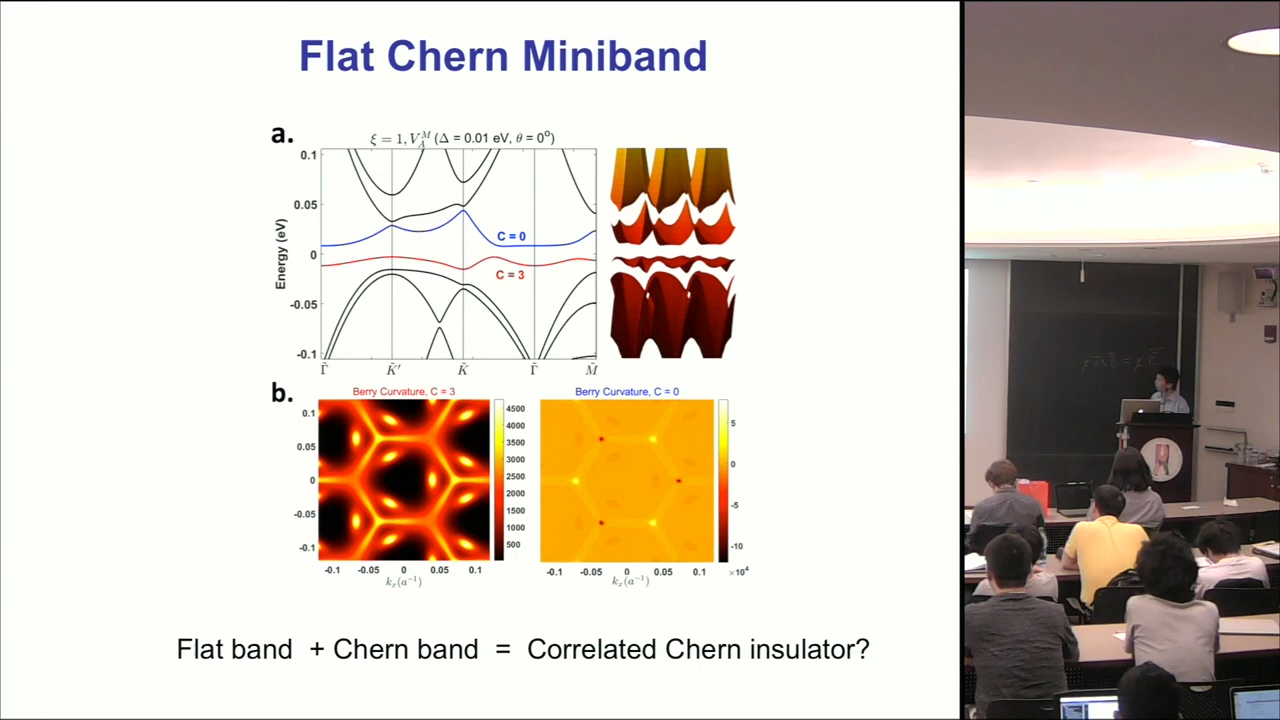 Flat Chern Miniband
a.
ξ = 1, V_A^M (Δ = 0.01 eV, θ = 0°)
0.1
0.05
0
-0.05
-0.1
Energy (eV)
C = 0
C = 3
Γ̃ K̃' K̃ Γ̃ M̃
b.
Berry Curvature, C = 3
0.1
0.05
0
-0.05
-0.1
-0.1 -0.05 0 0.05 0.1
k_x(a⁻¹)
4500
4000
3500
3000
2500
2000
1500
1000
500
Berry Curvature, C = 0
-0.1 -0.05 0 0.05 0.1
k_x(a⁻¹)
5
0
-5
-10
×10⁴
Flat band + Chern band = Correlated Chern insulator?